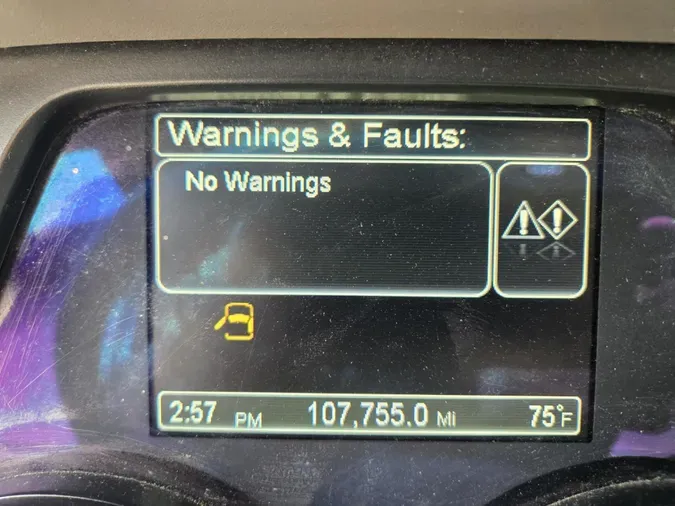 Warnings & Faults:
No Warnings
2:57 PM 107,755.0 Mi 75°F